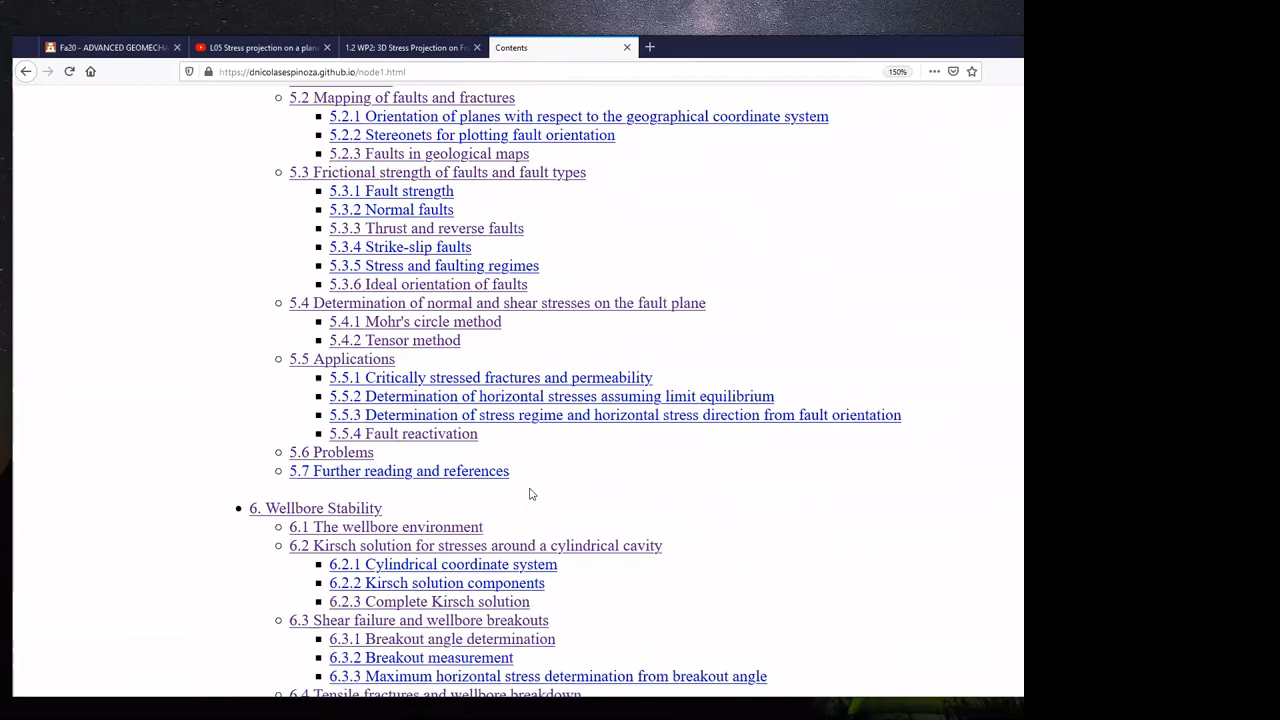 Fa20 - ADVANCED GEOMECHA
L05 Stress projection on a plane
1.2 WP2: 3D Stress Projection on Fr
Contents
https://dnicolasespinoza.github.io/node1.html
150%
5.2 Mapping of faults and fractures
5.2.1 Orientation of planes with respect to the geographical coordinate system
5.2.2 Stereonets for plotting fault orientation
5.2.3 Faults in geological maps
5.3 Frictional strength of faults and fault types
5.3.1 Fault strength
5.3.2 Normal faults
5.3.3 Thrust and reverse faults
5.3.4 Strike-slip faults
5.3.5 Stress and faulting regimes
5.3.6 Ideal orientation of faults
5.4 Determination of normal and shear stresses on the fault plane
5.4.1 Mohr's circle method
5.4.2 Tensor method
5.5 Applications
5.5.1 Critically stressed fractures and permeability
5.5.2 Determination of horizontal stresses assuming limit equilibrium
5.5.3 Determination of stress regime and horizontal stress direction from fault orientation
5.5.4 Fault reactivation
5.6 Problems
5.7 Further reading and references
6. Wellbore Stability
6.1 The wellbore environment
6.2 Kirsch solution for stresses around a cylindrical cavity
6.2.1 Cylindrical coordinate system
6.2.2 Kirsch solution components
6.2.3 Complete Kirsch solution
6.3 Shear failure and wellbore breakouts
6.3.1 Breakout angle determination
6.3.2 Breakout measurement
6.3.3 Maximum horizontal stress determination from breakout angle
6.4 Tensile fractures and wellbore breakdown